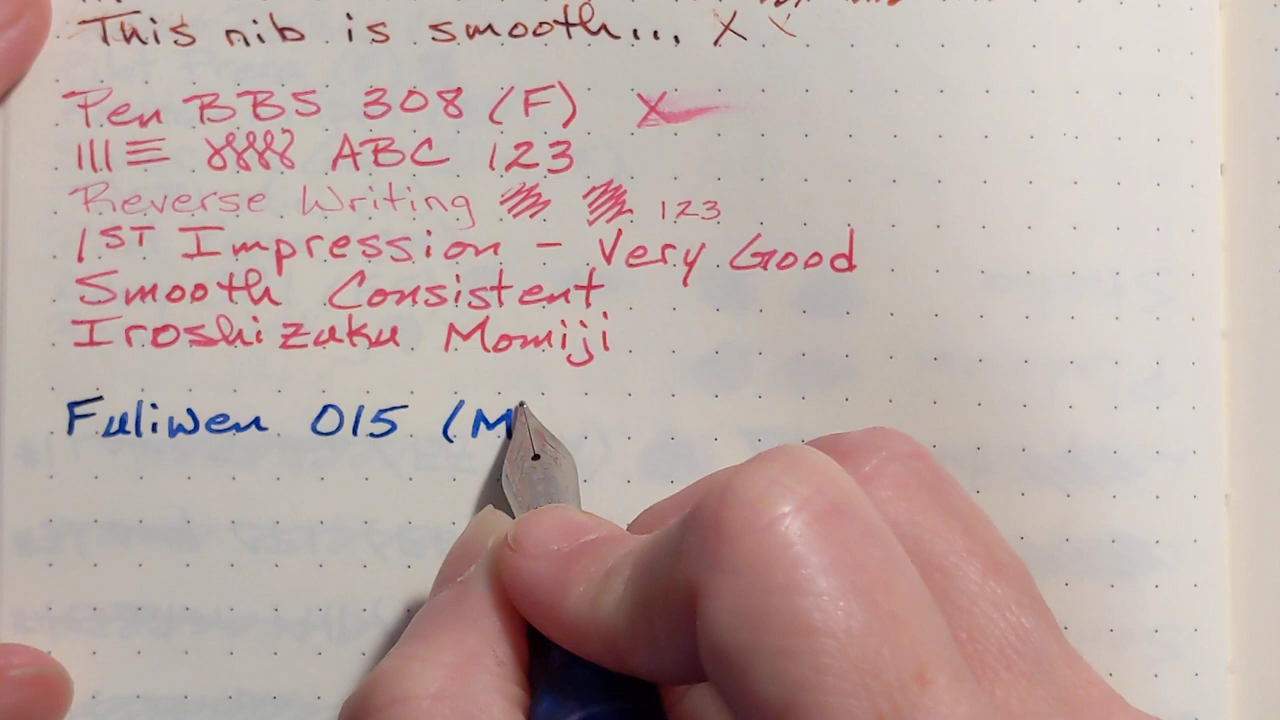 This nib is smooth... X X
Pen BBS 308 (F) X
ABC 123
Reverse Writing 123
1ST Impression - Very Good
Smooth Consistent
Iroshizuku Momiji
Fuliwen 015 (M